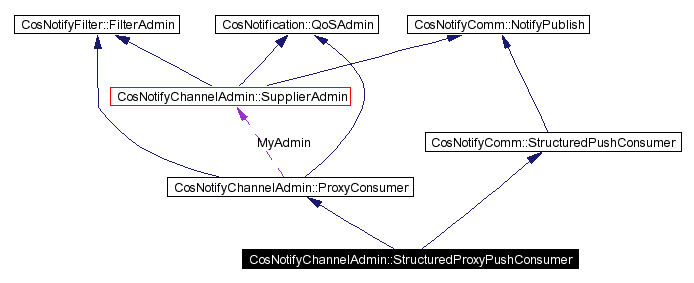 CosNotifyFilter::FilterAdmin
CosNotification::QoSAdmin
CosNotifyComm::NotifyPublish
CosNotifyChannelAdmin::SupplierAdmin
MyAdmin
CosNotifyComm::StructuredPushConsumer
CosNotifyChannelAdmin::ProxyConsumer
CosNotifyChannelAdmin::StructuredProxyPushConsumer